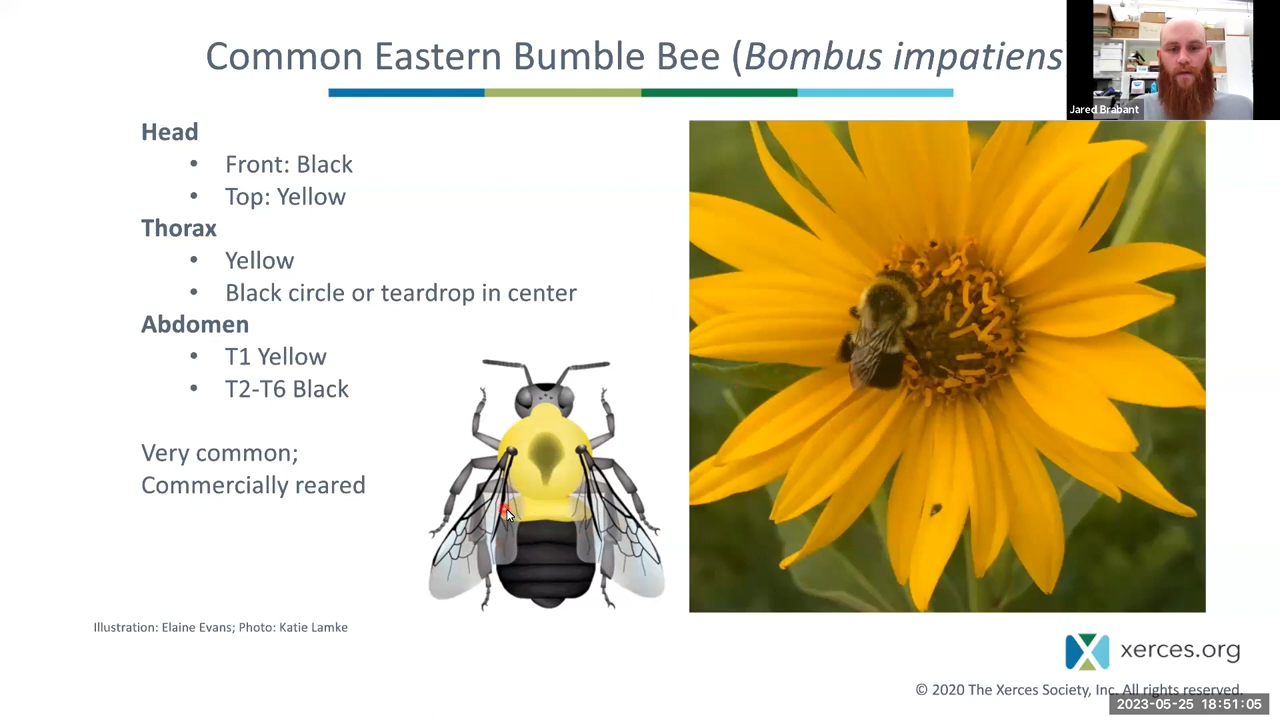 Common Eastern Bumble Bee (Bombus impatiens
Jared Brabant
Head
• Front: Black
• Top: Yellow
Thorax
• Yellow
• Black circle or teardrop in center
Abdomen
• T1 Yellow
• T2-T6 Black
Very common;
Commercially reared
Illustration: Elaine Evans; Photo: Katie Lamke
xerces.org
© 2020 The Xerces Society, Inc. All rights reserved.
2023-05-25 18:51:05